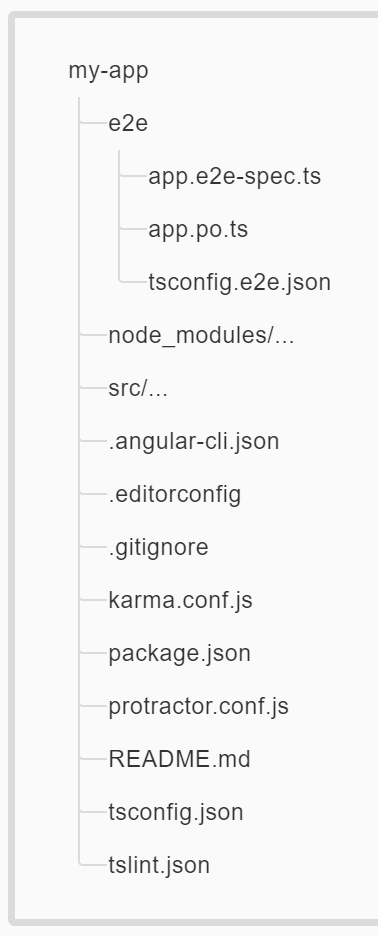 my-app
e2e
app.e2e-spec.ts
app.po.ts
tsconfig.e2e.json
node_modules/...
src/...
.angular-cli.json
.editorconfig
.gitignore
karma.conf.js
package.json
protractor.conf.js
README.md
tsconfig.json
tslint.json